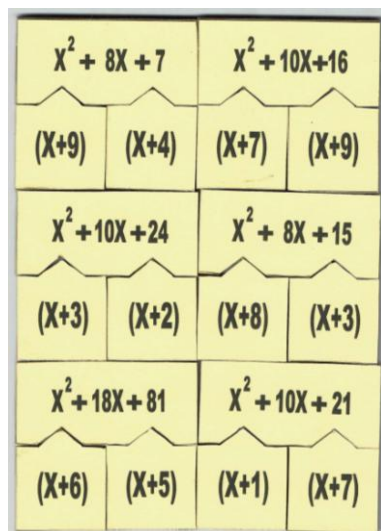 X² + 8X + 7 X² + 10X+16
(X+9) (X+4) (X+7) (X+9)
X² +10X + 24 X² + 8X + 15
(X+3) (X+2) (X+8) (X+3)
X² + 18X + 81 X² + 10X + 21
(X+6) (X+5) (X+1) (X+7)